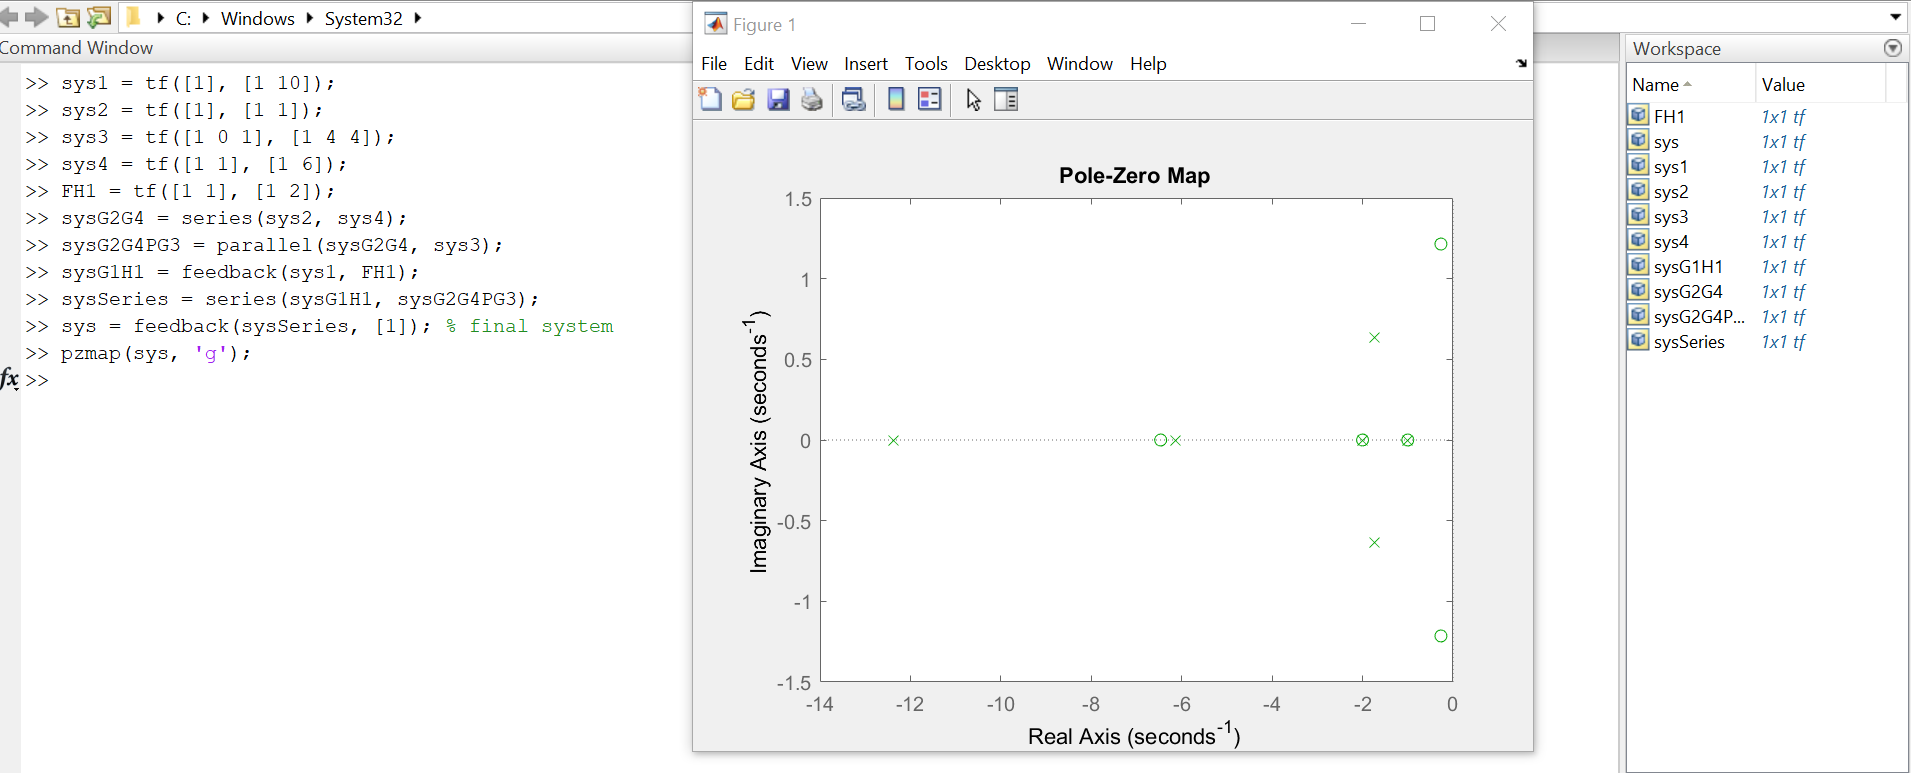 C: Windows System32
Command Window
>> sys1 = tf([1], [1 10]);
>> sys2 = tf([1], [1 1]);
>> sys3 = tf([1 0 1], [1 4 4]);
>> sys4 = tf([1 1], [1 6]);
>> FH1 = tf([1 1], [1 2]);
>> sysG2G4 = series(sys2, sys4);
>> sysG2G4PG3 = parallel(sysG2G4, sys3);
>> sysG1H1 = feedback(sys1, FH1);
>> sysSeries = series(sysG1H1, sysG2G4PG3);
>> sys = feedback(sysSeries, [1]); % final system
>> pzmap(sys, 'g');
fx >>
Figure 1
File Edit View Insert Tools Desktop Window Help
Pole-Zero Map
1.5
1
0.5
0
-0.5
-1
-1.5
Imaginary Axis (seconds-1)
-14 -12 -10 -8 -6 -4 -2 0
Real Axis (seconds-1)
Workspace
Name Value
FH1 1x1 tf
sys 1x1 tf
sys1 1x1 tf
sys2 1x1 tf
sys3 1x1 tf
sys4 1x1 tf
sysG1H1 1x1 tf
sysG2G4 1x1 tf
sysG2G4P... 1x1 tf
sysSeries 1x1 tf